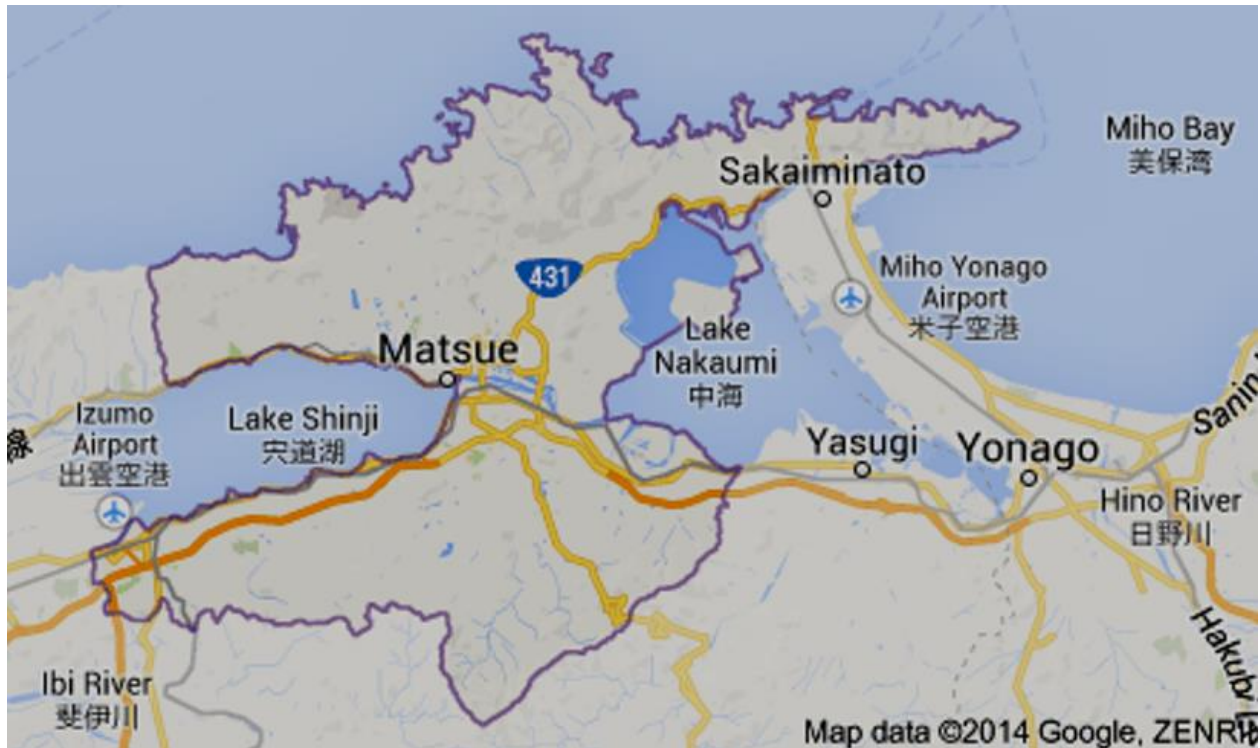 Miho Bay
美保湾
Sakaiminato
431
Miho Yonago
Airport
米子空港
Lake
Nakaumi
中海
Matsue
Izumo
Airport
出雲空港
Lake Shinji
宍道湖
Yasugi
Yonago
Hino River
日野川
Ibi River
斐伊川
Map data ©2014 Google,